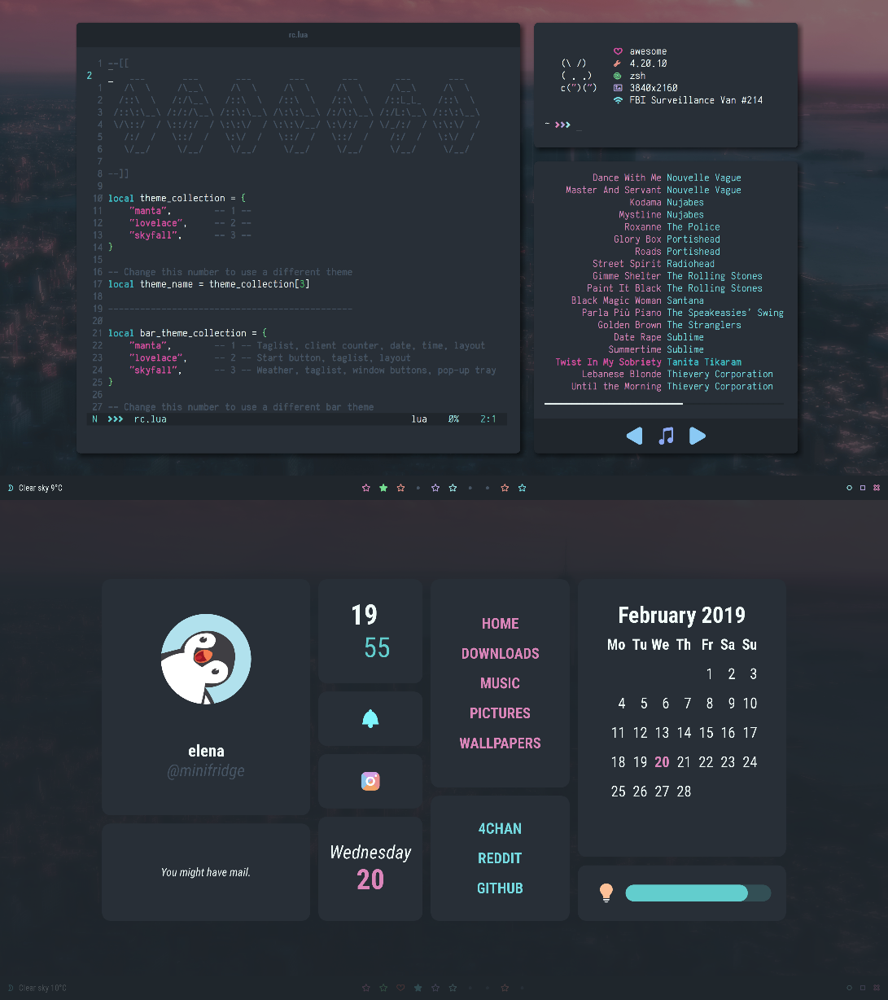 rc.lua
1 --[[
2 _
1 /\  \ /\__\ /\  \ /\  \ /\  \ /\__\ /\  \
2 /::\  \ /:/\__\ /::\  \ /::\  \ /::\  \ /::L_L_ /::\  \
3 /::\:\__\ /:/:/\__\ /::\:\__\ /\:\:\__\ /:/\:\__\ /:/L:\__\ /::\:\__\
4 \/\::/  / \::/:/  / \:\:\/  / \:\:\/__/ \:\/:/  / \/_/:/  / \:\:\/  /
5 /:/  / \::/  / \:\/  / \::/  / \::/  / /:/  / \:\/  /
6 \/__/ \/__/ \/__/ \/__/ \/__/ \/__/ \/__/
7
8 --]]
9
10 local theme_collection = {
11 "manta", -- 1 --
12 "lovelace", -- 2 --
13 "skyfall", -- 3 --
14 }
15
16 -- Change this number to use a different theme
17 local theme_name = theme_collection[3]
18
19 ----------------------------------------------
20
21 local bar_theme_collection = {
22 "manta", -- 1 -- Taglist, client counter, date, time, layout
23 "lovelace", -- 2 -- Start button, taglist, layout
24 "skyfall", -- 3 -- Weather, taglist, window buttons, pop-up tray
25 }
26
27 -- Change this number to use a different bar theme
N >>> rc.lua lua 0% 2:1
awesome
(\ /) 4.20.10
( . .) zsh
c(")(") 3840x2160
FBI Surveillance Van #214
~ >>> _
Dance With Me Nouvelle Vague
Master And Servant Nouvelle Vague
Kodama Nujabes
Mystline Nujabes
Roxanne The Police
Glory Box Portishead
Roads Portishead
Street Spirit Radiohead
Gimme Shelter The Rolling Stones
Paint It Black The Rolling Stones
Black Magic Woman Santana
Parla Più Piano The Speakeasies' Swing
Golden Brown The Stranglers
Date Rape Sublime
Summertime Sublime
Twist In My Sobriety Tanita Tikaram
Lebanese Blonde Thievery Corporation
Until the Morning Thievery Corporation
Clear sky 9°C
elena
@minifridge
You might have mail.
19
55
Wednesday
20
HOME
DOWNLOADS
MUSIC
PICTURES
WALLPAPERS
4CHAN
REDDIT
GITHUB
February 2019
Mo Tu We Th Fr Sa Su
1 2 3
4 5 6 7 8 9 10
11 12 13 14 15 16 17
18 19 20 21 22 23 24
25 26 27 28
Clear sky 10°C